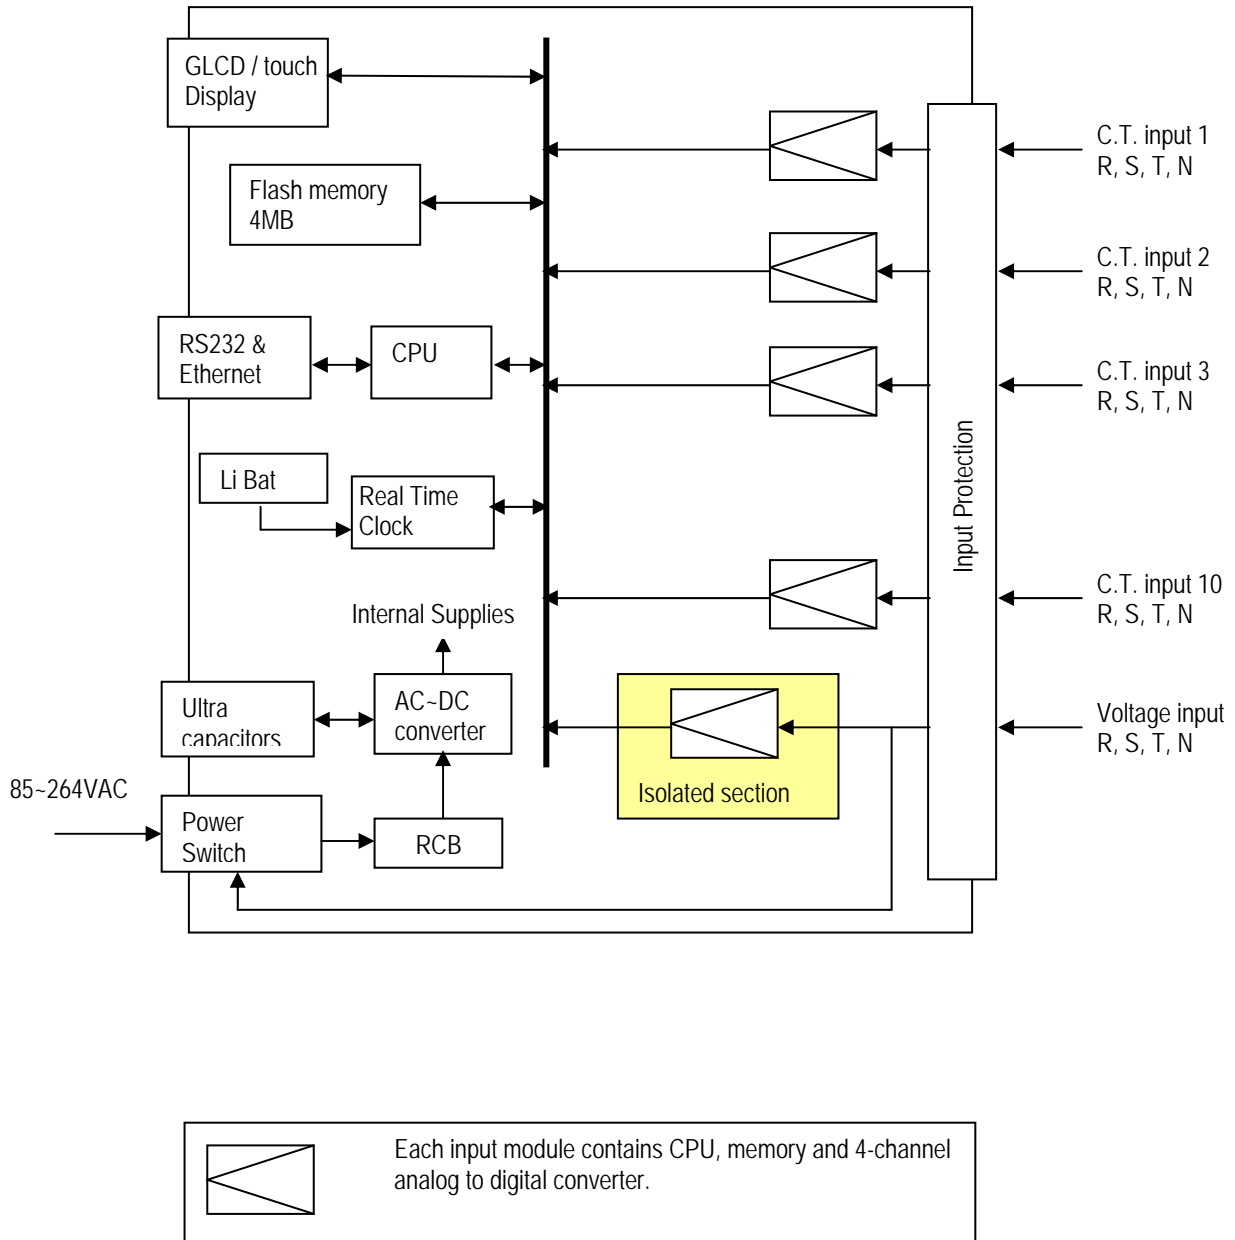 GLCD / touch
Display
Flash memory
4MB
RS232 &
Ethernet
CPU
Li Bat
Real Time
Clock
Internal Supplies
Ultra
capacitors
AC~DC
converter
85~264VAC
Power
Switch
RCB
Isolated section
Input Protection
C.T. input 1
R, S, T, N
C.T. input 2
R, S, T, N
C.T. input 3
R, S, T, N
C.T. input 10
R, S, T, N
Voltage input
R, S, T, N
Each input module contains CPU, memory and 4-channel
analog to digital converter.